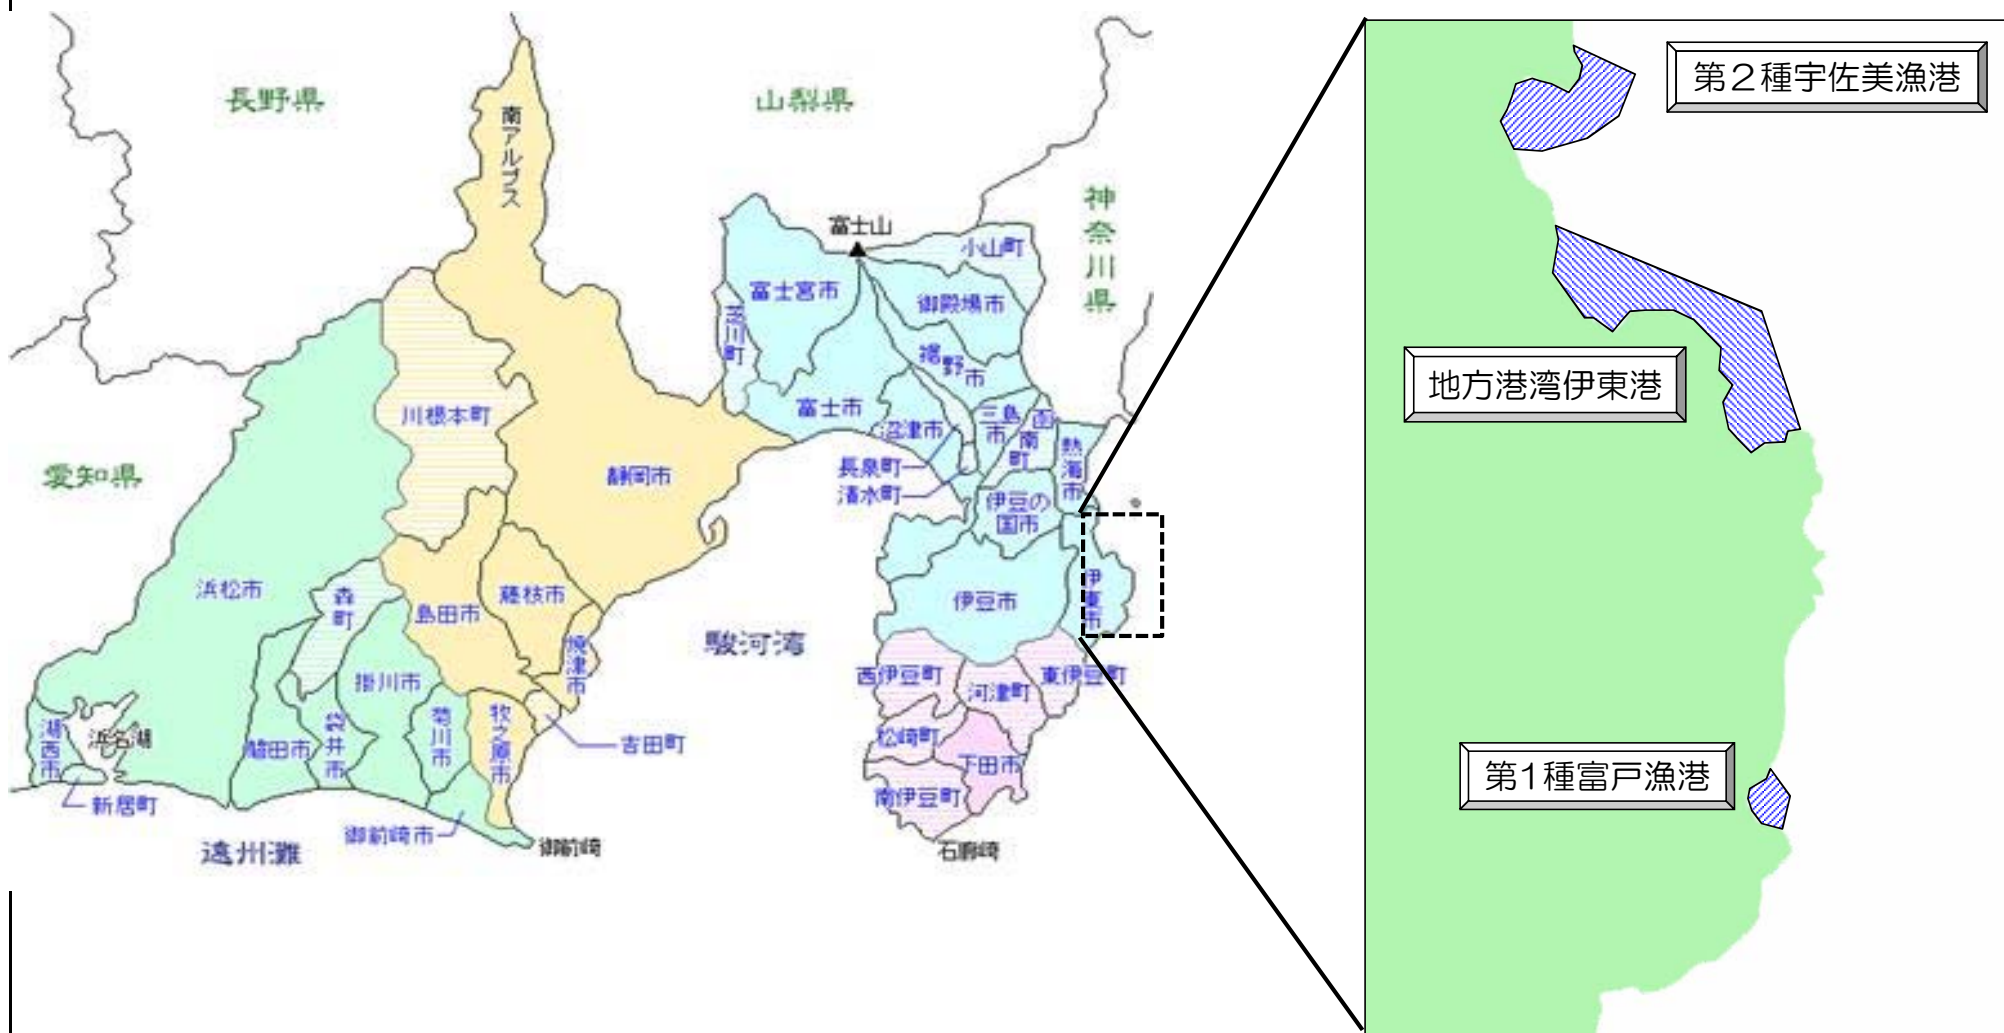 長野県
山梨県
神奈川県
愛知県
南アルプス
富士山
小山町
富士宮市
御殿場市
芝川町
裾野市
富士市
沼津市
三島市
函南町
熱海市
長泉町
清水町
伊豆の国市
川根本町
静岡市
浜松市
森町
島田市
藤枝市
焼津市
伊豆市
伊東市
駿河湾
西伊豆町
河津町
東伊豆町
掛川市
菊川市
牧之原市
吉田町
湖西市
浜名湖
磐田市
袋井市
松崎町
下田市
新居町
南伊豆町
御前崎市
御前崎
石廊崎
遠州灘
第2種宇佐美漁港
地方港湾伊東港
第1種富戸漁港